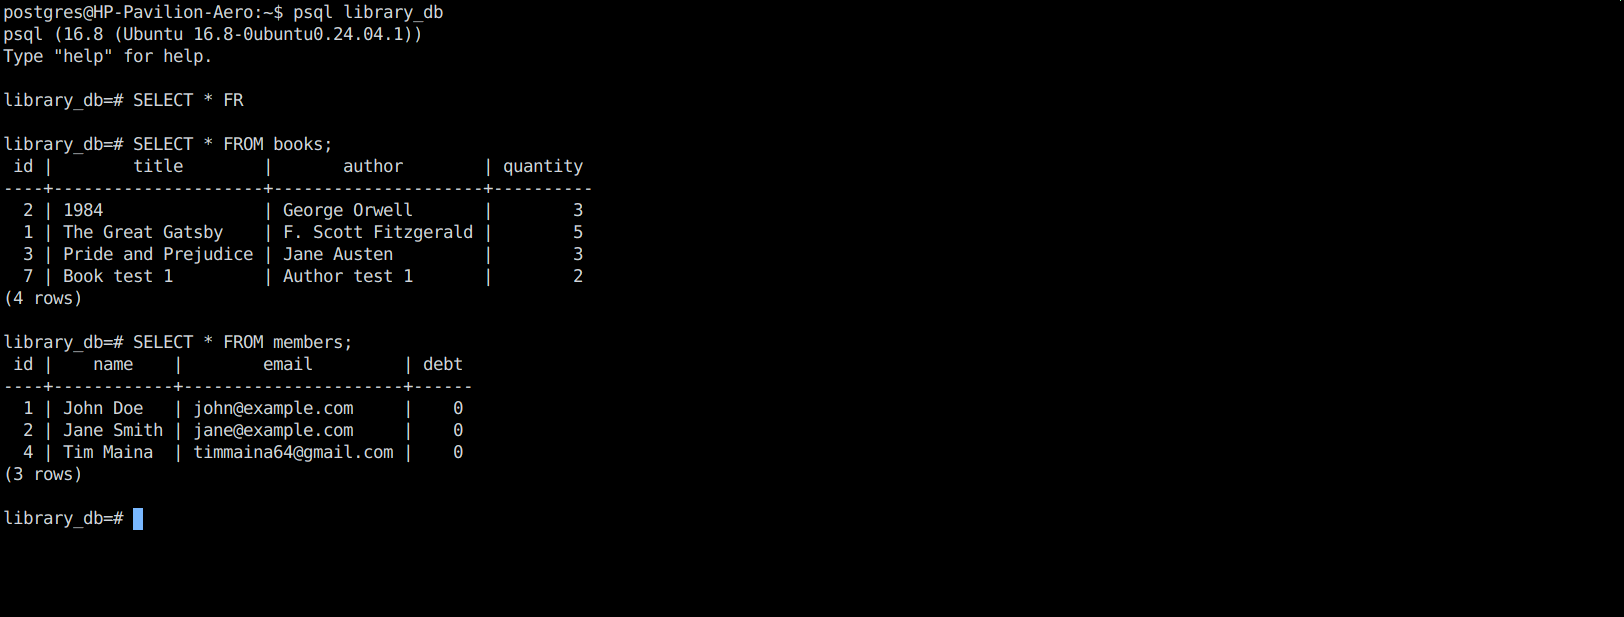 postgres@HP-Pavilion-Aero:~$ psql library_db
psql (16.8 (Ubuntu 16.8-0ubuntu0.24.04.1))
Type "help" for help.

library_db=# SELECT * FR

library_db=# SELECT * FROM books;
 id |        title        |       author        | quantity
----+---------------------+---------------------+----------
  2 | 1984                | George Orwell       |        3
  1 | The Great Gatsby    | F. Scott Fitzgerald |        5
  3 | Pride and Prejudice | Jane Austen         |        3
  7 | Book test 1         | Author test 1       |        2
(4 rows)

library_db=# SELECT * FROM members;
 id |    name    |        email         | debt
----+------------+----------------------+------
  1 | John Doe   | john@example.com     |    0
  2 | Jane Smith | jane@example.com     |    0
  4 | Tim Maina  | timmaina64@gmail.com |    0
(3 rows)

library_db=#